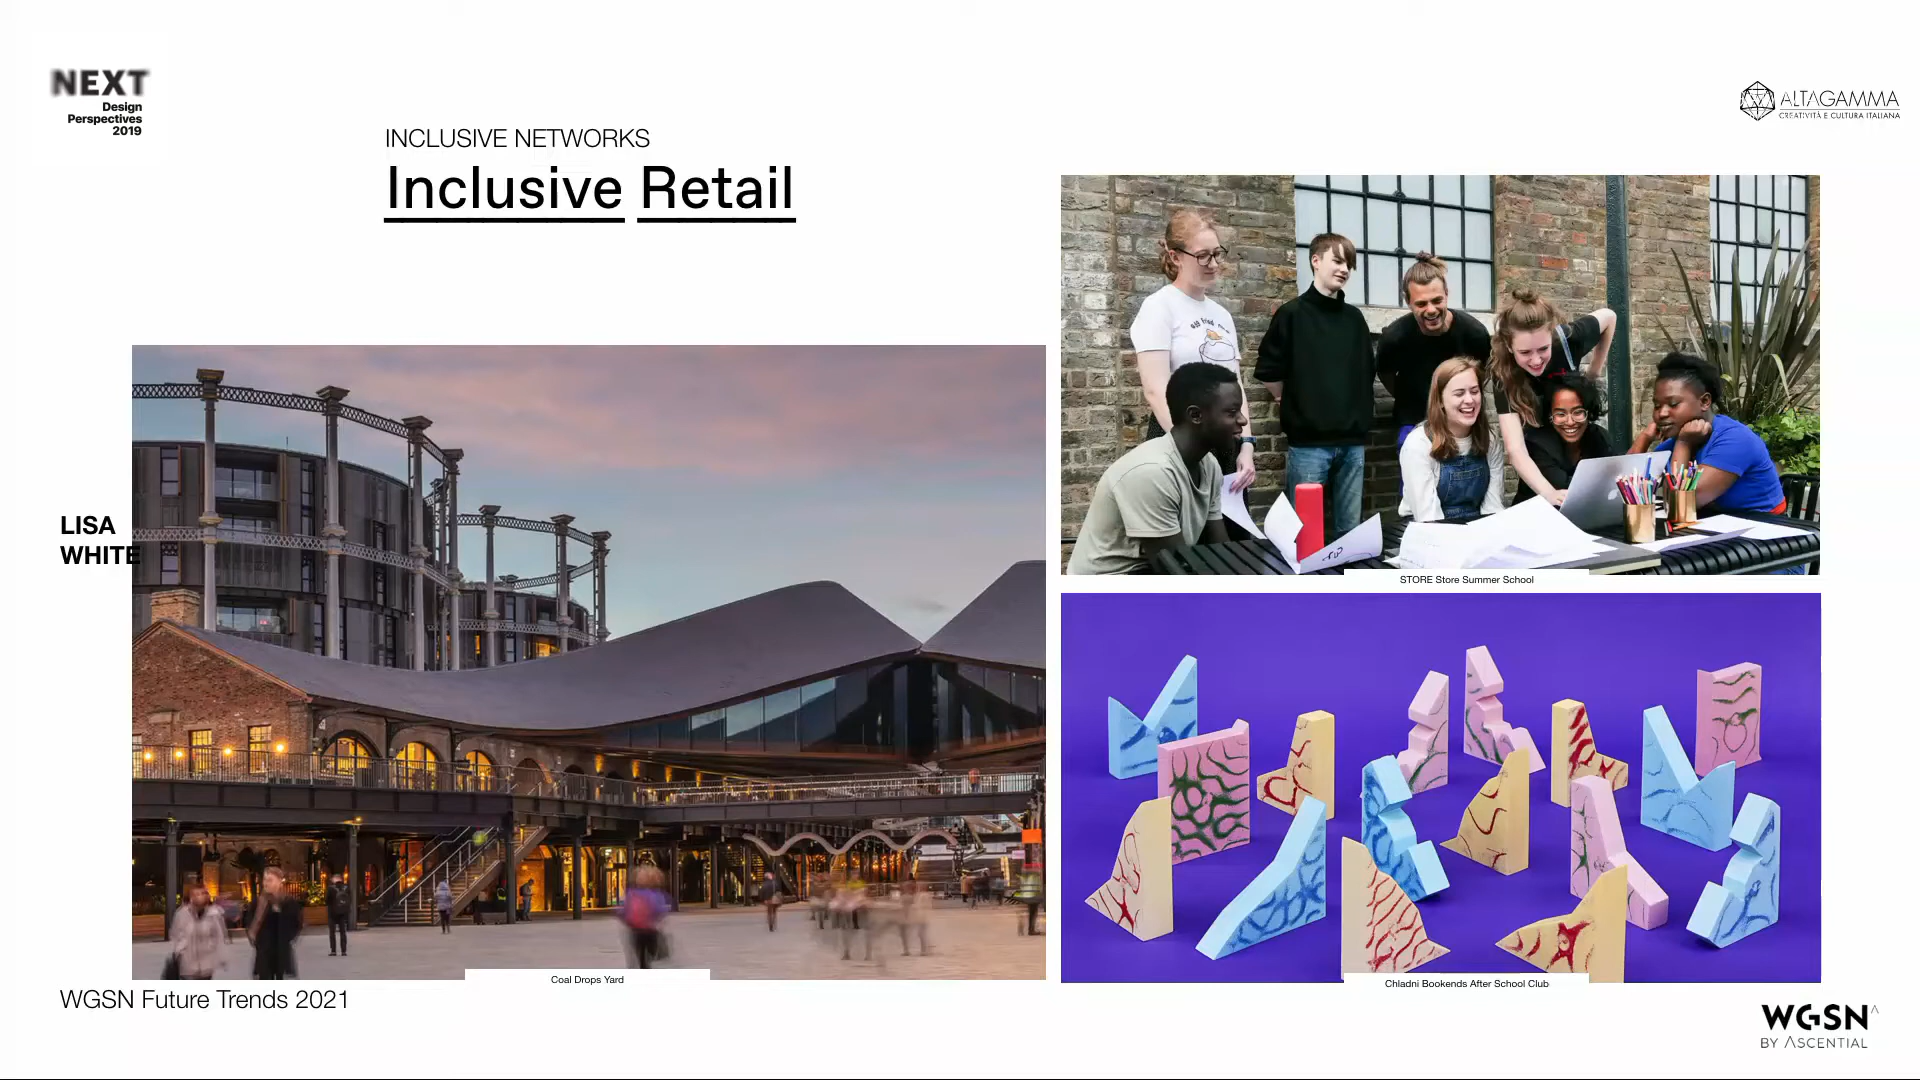 NEXT
Design
Perspectives
2019
ALTAGAMMA
CREATIVITÀ E CULTURA ITALIANA
INCLUSIVE NETWORKS
Inclusive Retail
LISA
WHITE
STORE Store Summer School
Coal Drops Yard
Chladni Bookends After School Club
WGSN Future Trends 2021
WGSN
BY ASCENTIAL